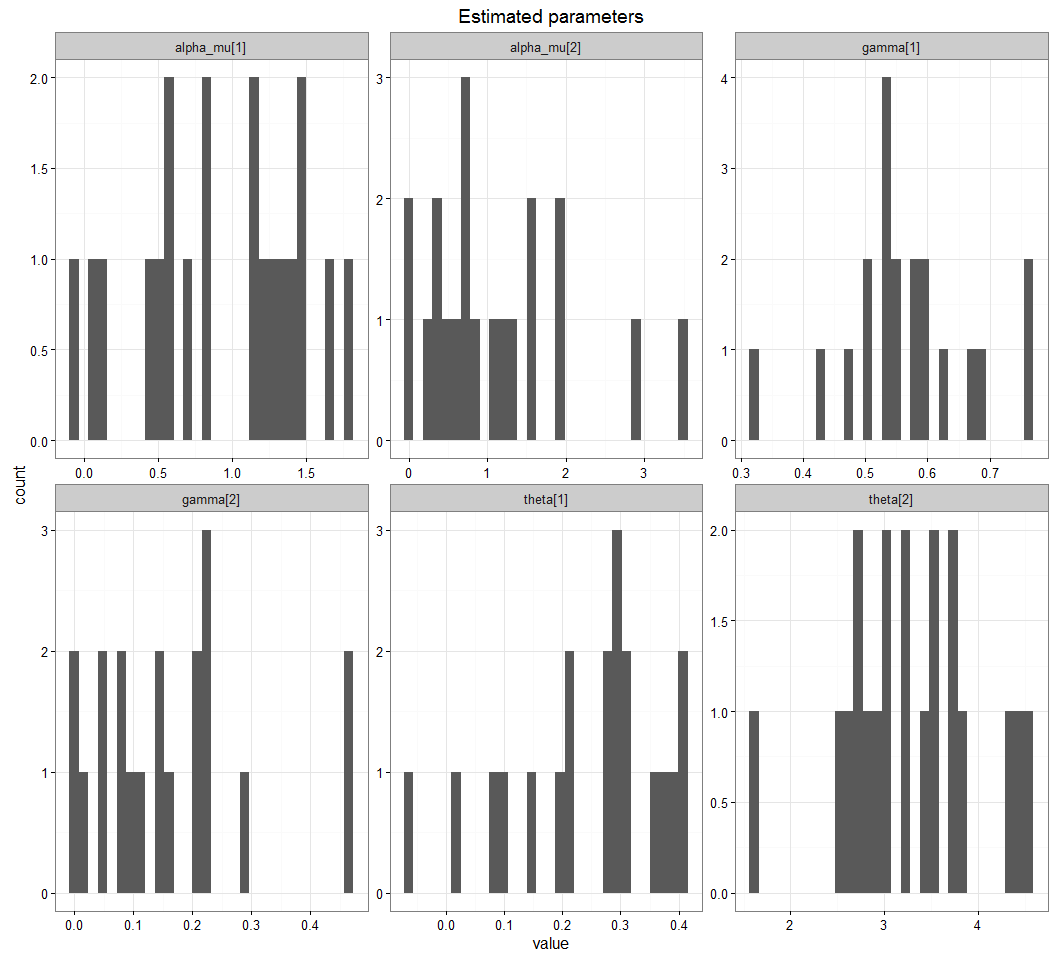 Estimated parameters
alpha_mu[1] alpha_mu[2] gamma[1]
2.0 3 4
1.5 3
2
1.0 2
1
0.5 1
0.0 0 0
0.0 0.5 1.0 1.5 0 1 2 3 0.3 0.4 0.5 0.6 0.7
count
gamma[2] theta[1] theta[2]
3 3 2.0
1.5
2 2
1.0
1 1
0.5
0 0 0.0
0.0 0.1 0.2 0.3 0.4 0.0 0.1 0.2 0.3 0.4 2 3 4
value